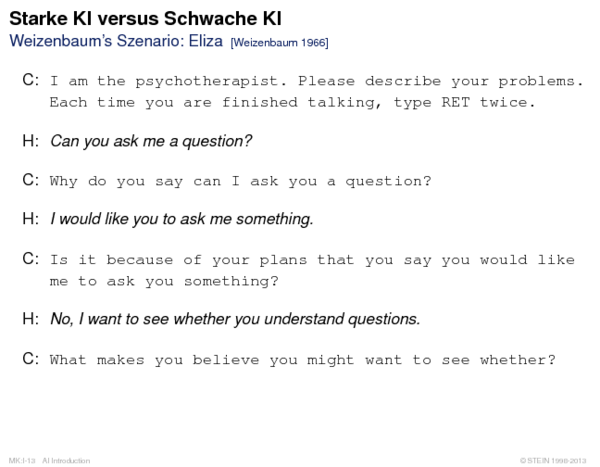 Starke KI versus Schwache KI
Weizenbaum's Szenario: Eliza [Weizenbaum 1966]
C: I am the psychotherapist. Please describe your problems.
Each time you are finished talking, type RET twice.
H: Can you ask me a question?
C: Why do you say can I ask you a question?
H: I would like you to ask me something.
C: Is it because of your plans that you say you would like
me to ask you something?
H: No, I want to see whether you understand questions.
C: What makes you believe you might want to see whether?
MK:I-13 AI Introduction © STEIN 1998-2013